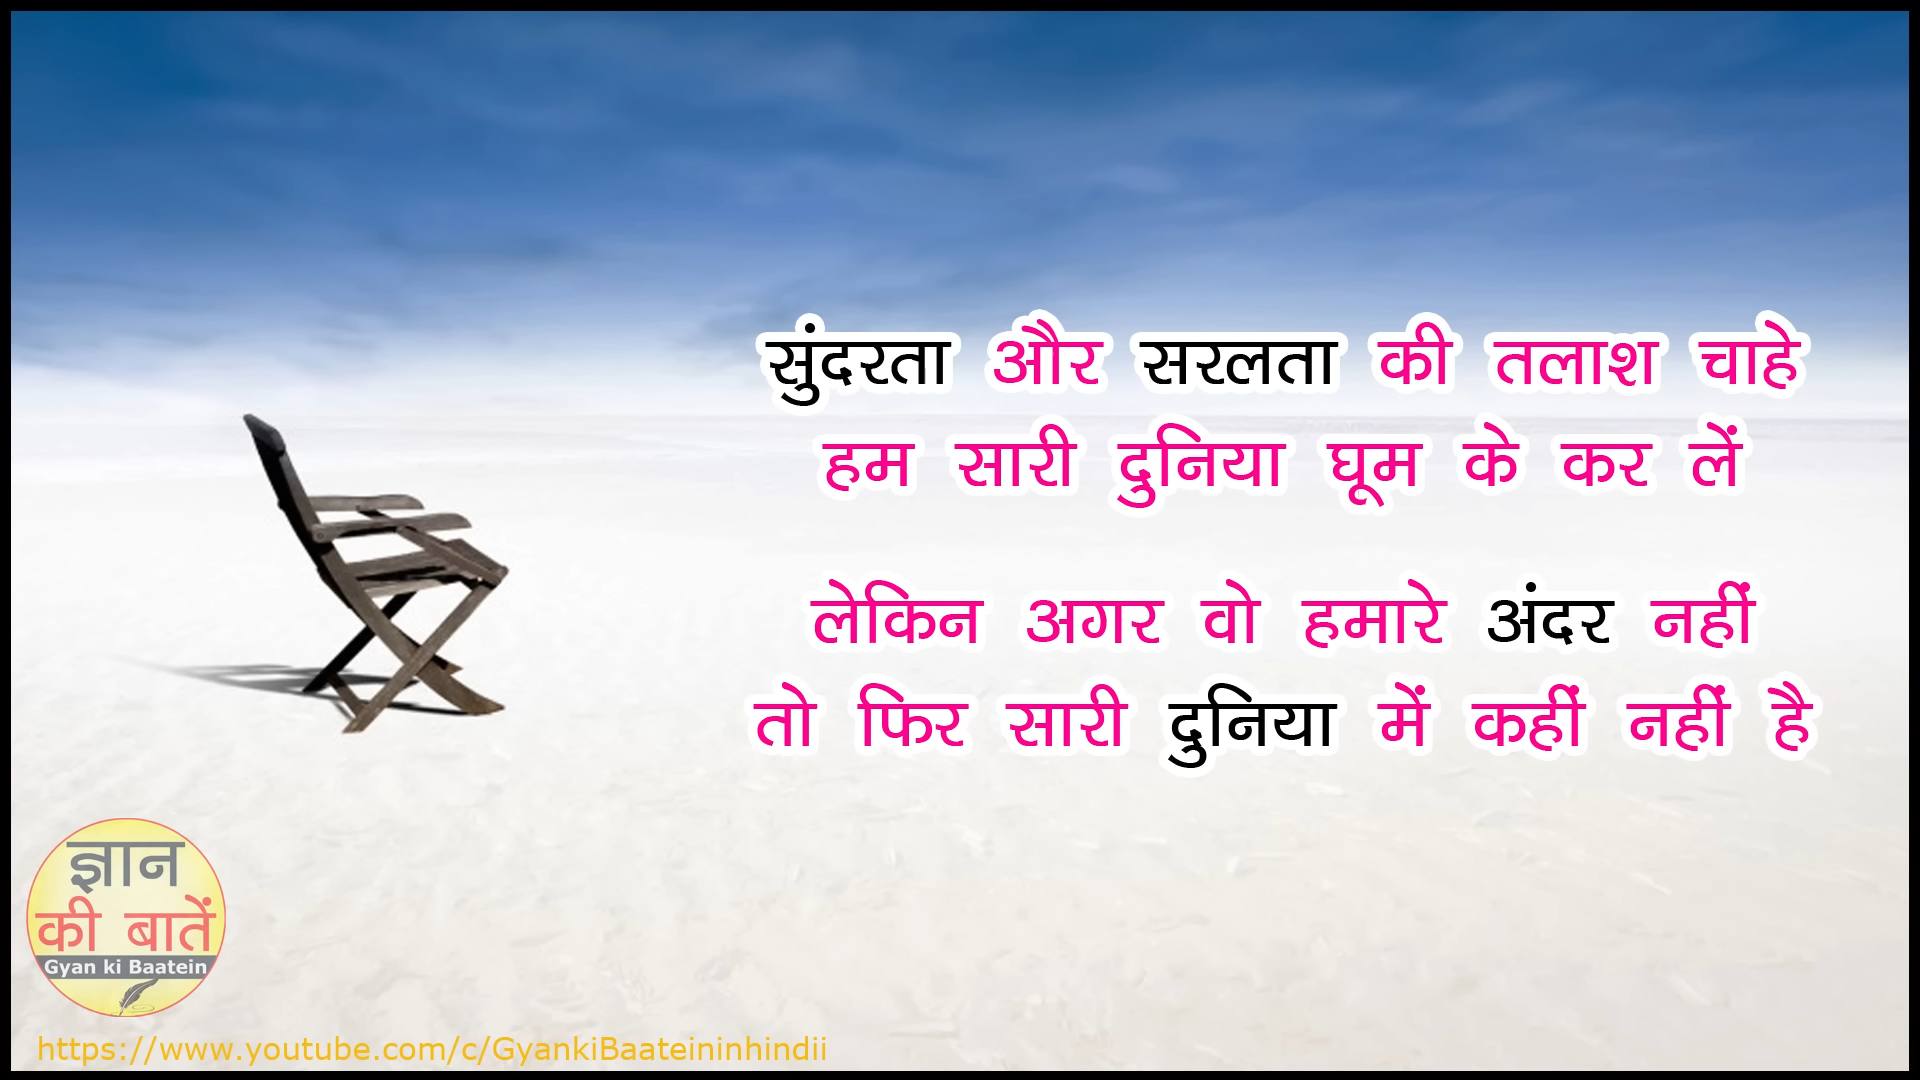 सुंदरता और सरलता की तलाश चाहे
हम सारी दुनिया घूम के कर लें
लेकिन अगर वो हमारे अंदर नहीं
तो फिर सारी दुनिया में कहीं नहीं है
ज्ञान
की बातें
Gyan ki Baatein
https://www.youtube.com/c/GyankiBaateininhindii